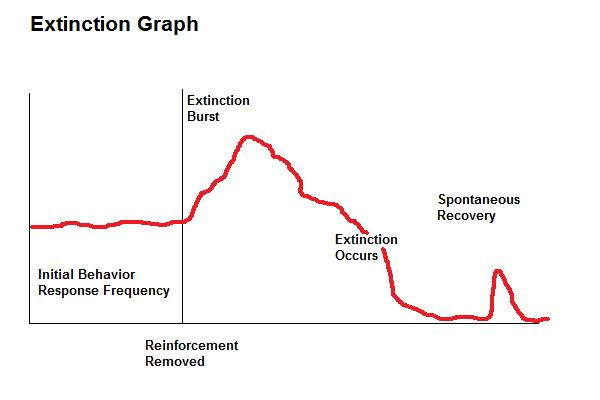 Extinction Graph
Extinction
Burst
Spontaneous
Recovery
Extinction
Occurs
Initial Behavior
Response Frequency
Reinforcement
Removed